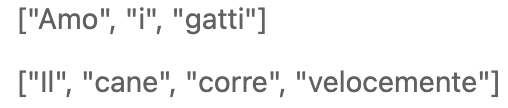 ["Amo", "i", "gatti"]
["Il", "cane", "corre", "velocemente"]